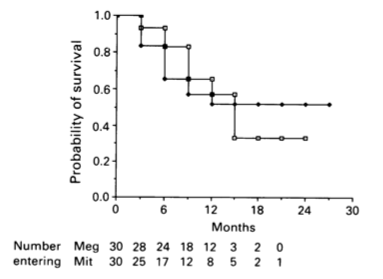 Probability of survival
1.0
0.8
0.6
0.4
0.2
0.0
0 6 12 18 24 30
Months
Number Meg 30 28 24 18 12 3 2 0
entering Mit 30 25 17 12 8 5 2 1